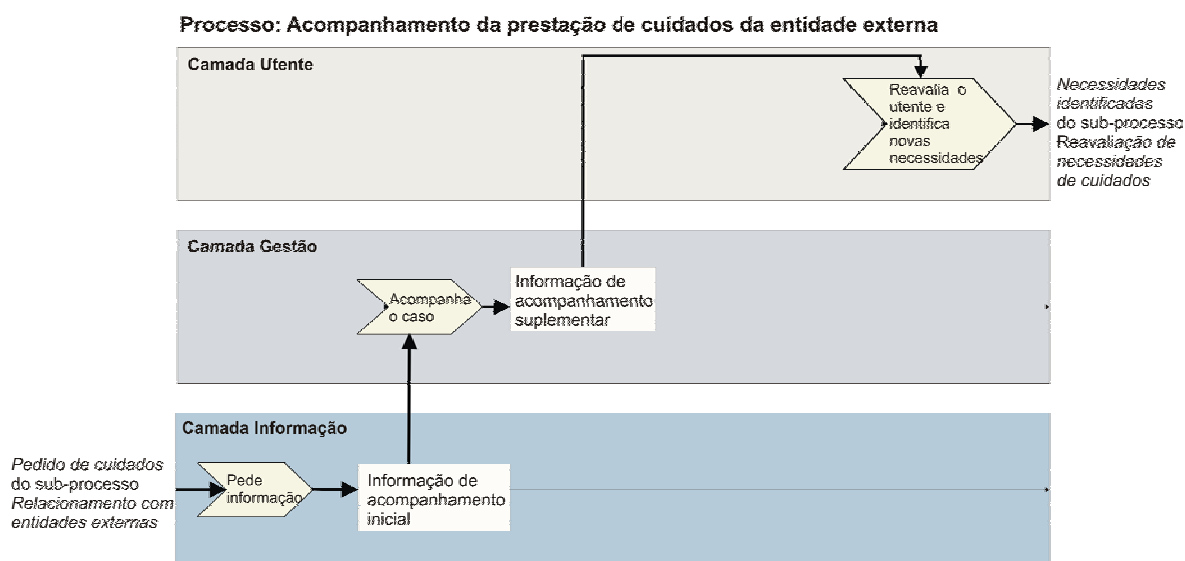 Processo: Acompanhamento da prestação de cuidados da entidade externa
Camada Utente
Reavalia o
utente e
identifica
novas
necessidades
Necessidades
identificadas
do sub-processo
Reavaliação de
necessidades
de cuidados
Camada Gestão
Acompanha
o caso
Informação de
acompanhamento
suplementar
Camada Informação
Pedido de cuidados
do sub-processo
Relacionamento com
entidades externas
Pede
informação
Informação de
acompanhamento
inicial